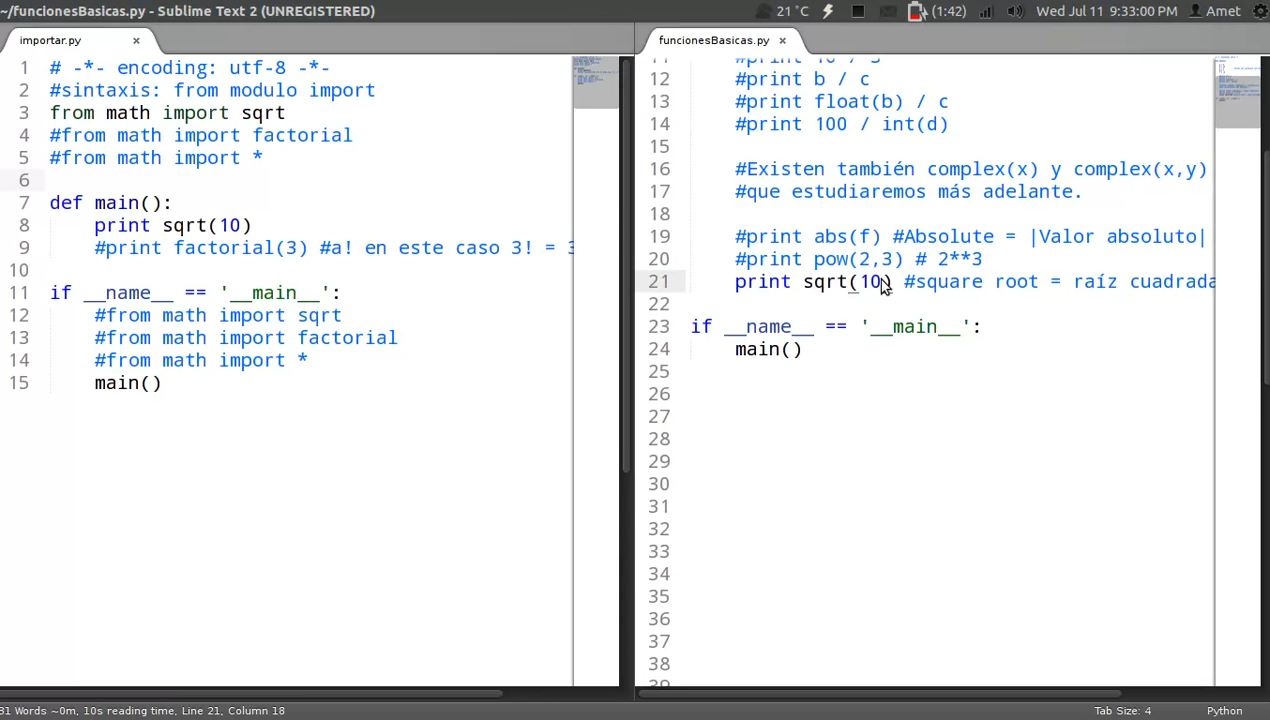 ~/funcionesBasicas.py - Sublime Text 2 (UNREGISTERED)
21 °C
(1:42)
Wed Jul 11 9:33:00 PM
Amet
importar.py ×
1 # -*- encoding: utf-8 -*-
2 #sintaxis: from modulo import
3 from math import sqrt
4 #from math import factorial
5 #from math import *
6
7 def main():
8 print sqrt(10)
9 #print factorial(3) #a! en este caso 3! = 3
10
11 if __name__ == '__main__':
12 #from math import sqrt
13 #from math import factorial
14 #from math import *
15 main()
funcionesBasicas.py ×
11 #print 10 / 3
12 #print b / c
13 #print float(b) / c
14 #print 100 / int(d)
15
16 #Existen también complex(x) y complex(x,y)
17 #que estudiaremos más adelante.
18
19 #print abs(f) #Absolute = |Valor absoluto|
20 #print pow(2,3) # 2**3
21 print sqrt(10) #square root = raíz cuadrada
22
23 if __name__ == '__main__':
24 main()
25
26
27
28
29
30
31
32
33
34
35
36
37
38
39
31 Words ~0m, 10s reading time, Line 21, Column 18
Tab Size: 4
Python